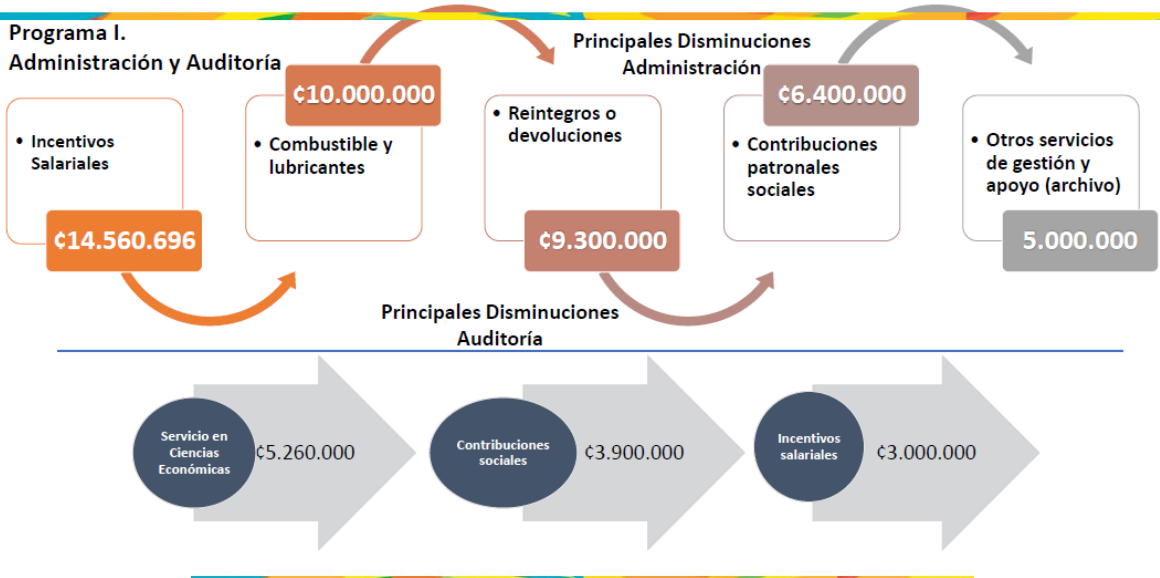 Programa I.
Administración y Auditoría
Principales Disminuciones
Administración
• Incentivos
Salariales
¢14.560.696
¢10.000.000
• Combustible y
lubricantes
• Reintegros o
devoluciones
¢9.300.000
¢6.400.000
• Contribuciones
patronales
sociales
• Otros servicios
de gestión y
apoyo (archivo)
5.000.000
Principales Disminuciones
Auditoría
Servicio en
Ciencias
Económicas
¢5.260.000
Contribuciones
sociales
¢3.900.000
Incentivos
salariales
¢3.000.000